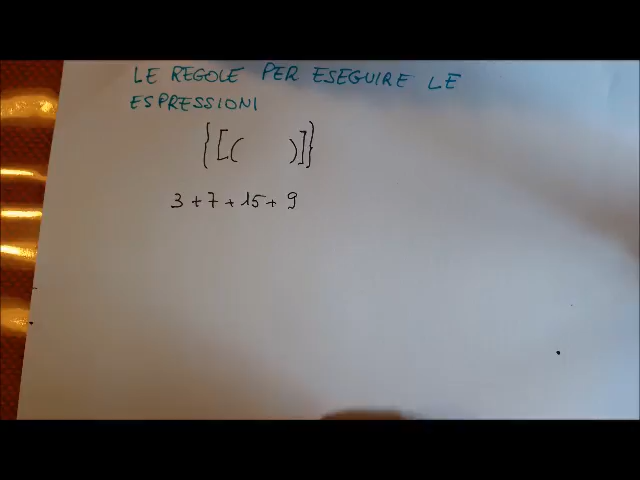 LE REGOLE PER ESEGUIRE LE
ESPRESSIONI
{[( )]}
3+7+15+9